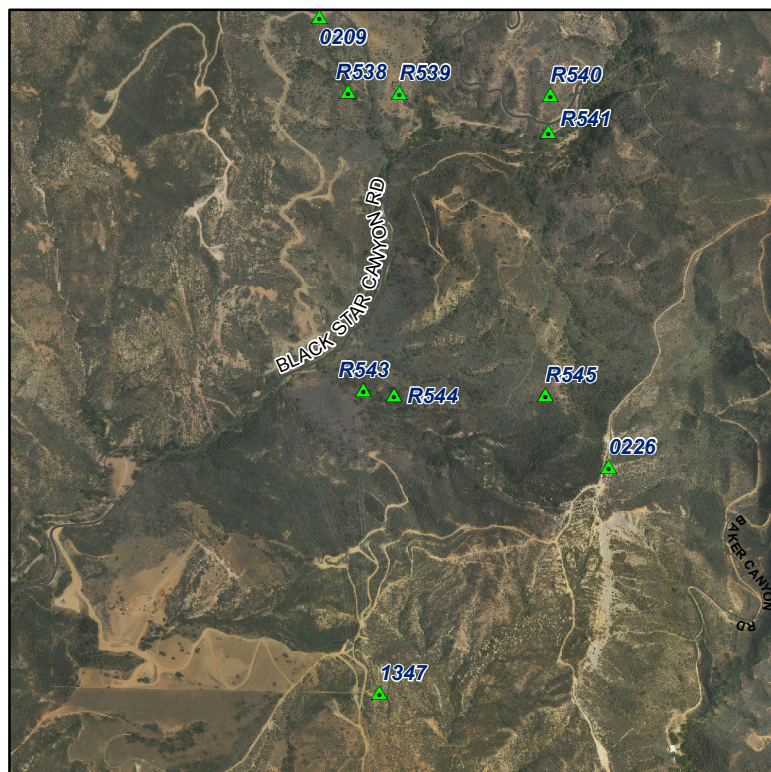 0209
R538
R539
R540
R541
BLACK STAR CANYON RD
R543
R544
R545
0226
BAKER CANYON RD
1347